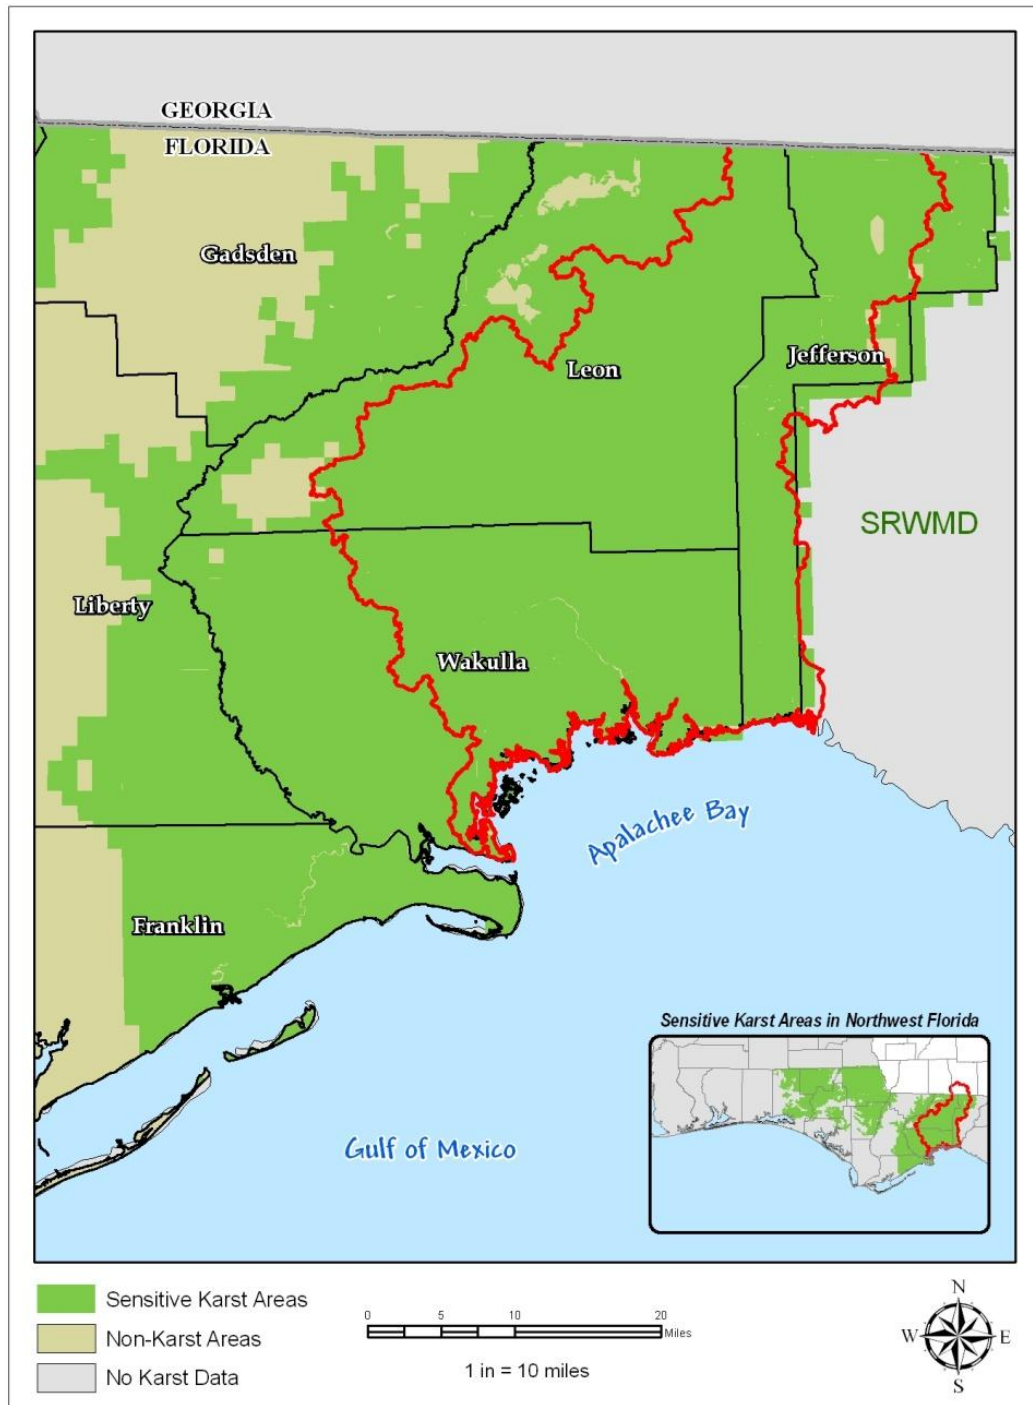 GEORGIA
FLORIDA
Gadsden
Leon
Jefferson
SRWMD
Liberty
Wakulla
Apalachee Bay
Franklin
Sensitive Karst Areas in Northwest Florida
Gulf of Mexico
Sensitive Karst Areas
Non-Karst Areas
No Karst Data
0 5 10 20
Miles
1 in = 10 miles
N
W E
S